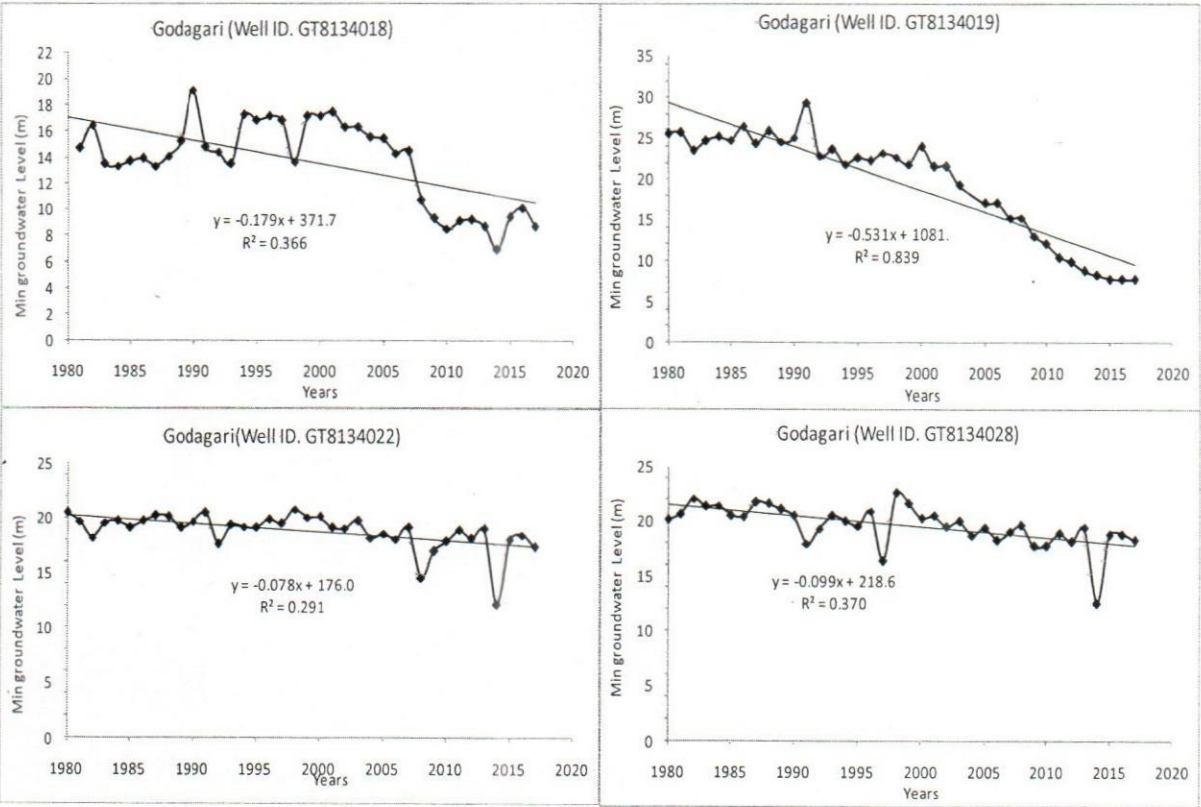 Godagari (Well ID. GT8134018)
Min groundwater Level (m)
22
20
18
16
14
12
10
8
6
4
2
0
y = -0.179x + 371.7
R² = 0.366
1980 1985 1990 1995 2000 2005 2010 2015 2020
Years
Godagari (Well ID. GT8134019)
Min groundwater Level (m)
35
30
25
20
15
10
5
0
y = -0.531x + 1081.
R² = 0.839
1980 1985 1990 1995 2000 2005 2010 2015 2020
Years
Godagari(Well ID. GT8134022)
Min groundwater Level (m)
25
20
15
10
5
0
y = -0.078x + 176.0
R² = 0.291
1980 1985 1990 1995 2000 2005 2010 2015 2020
Years
Godagari (Well ID. GT8134028)
Min groundwater Level (m)
25
20
15
10
5
0
y = -0.099x + 218.6
R² = 0.370
1980 1985 1990 1995 2000 2005 2010 2015 2020
Years